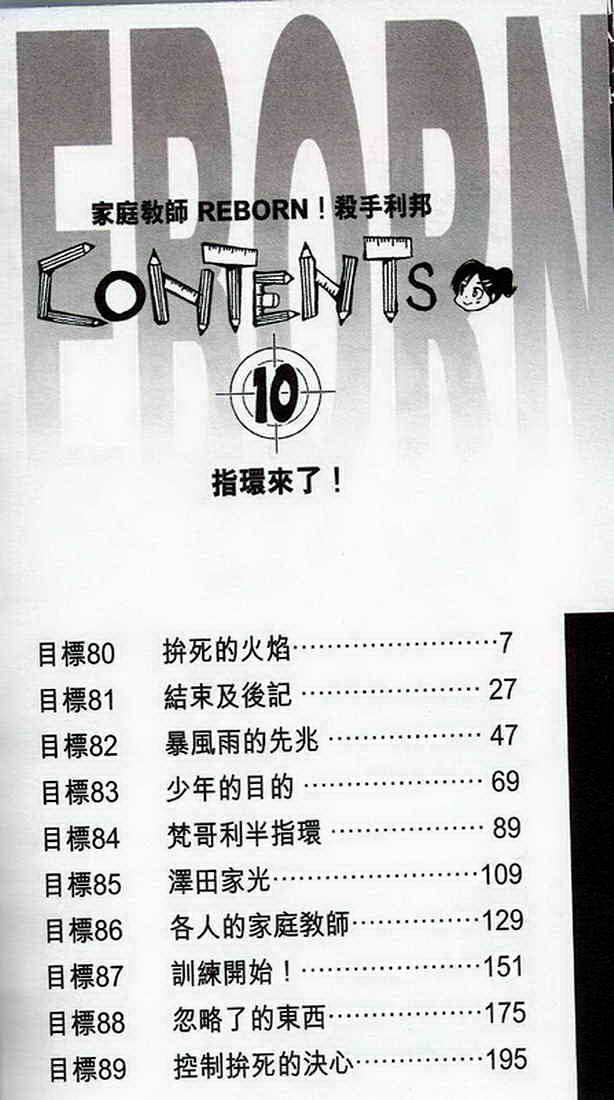 EBORN
家庭教師 REBORN！殺手利邦
CONTENTS
10
指環來了！
目標80 拚死的火焰························7
目標81 結束及後記 ····················· 27
目標82 暴風雨的先兆 ·················· 47
目標83 少年的目的 ····················· 69
目標84 梵哥利半指環 ·················· 89
目標85 澤田家光························109
目標86 各人的家庭教師···············129
目標87 訓練開始！·····················151
目標88 忽略了的東西··················175
目標89 控制拚死的決心···············195